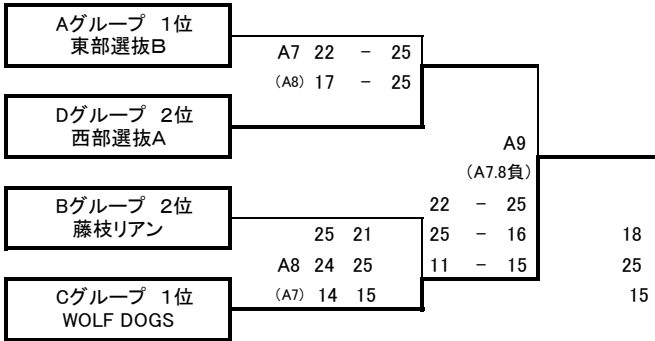 Aグループ 1位
東部選抜B
A7 22 － 25
(A8) 17 － 25
Dグループ 2位
西部選抜A
A9
(A7.8負)
Bグループ 2位
藤枝リアン
22 － 25
25 21
25 － 16
18
A8 24 25
11 － 15
25
(A7) 14 15
15
Cグループ 1位
WOLF DOGS